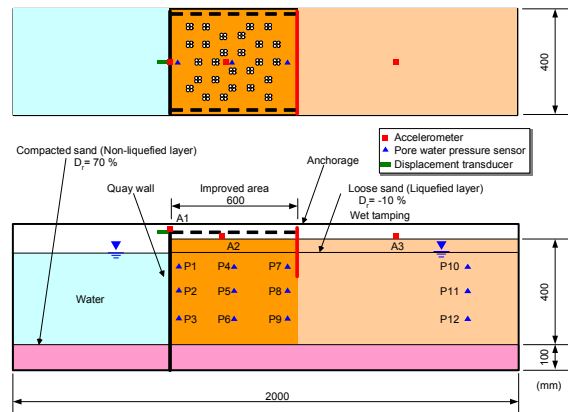 400
Accelerometer
Pore water pressure sensor
Displacement transducer
Compacted sand (Non-liquefied layer)
Dr= 70 %
Anchorage
Quay wall
Improved area
600
Loose sand (Liquefied layer)
Dr= -10 %
Wet tamping
A1
A2
A3
P1
P4
P7
P10
Water
P2
P5
P8
P11
P3
P6
P9
P12
400
100
(mm)
2000